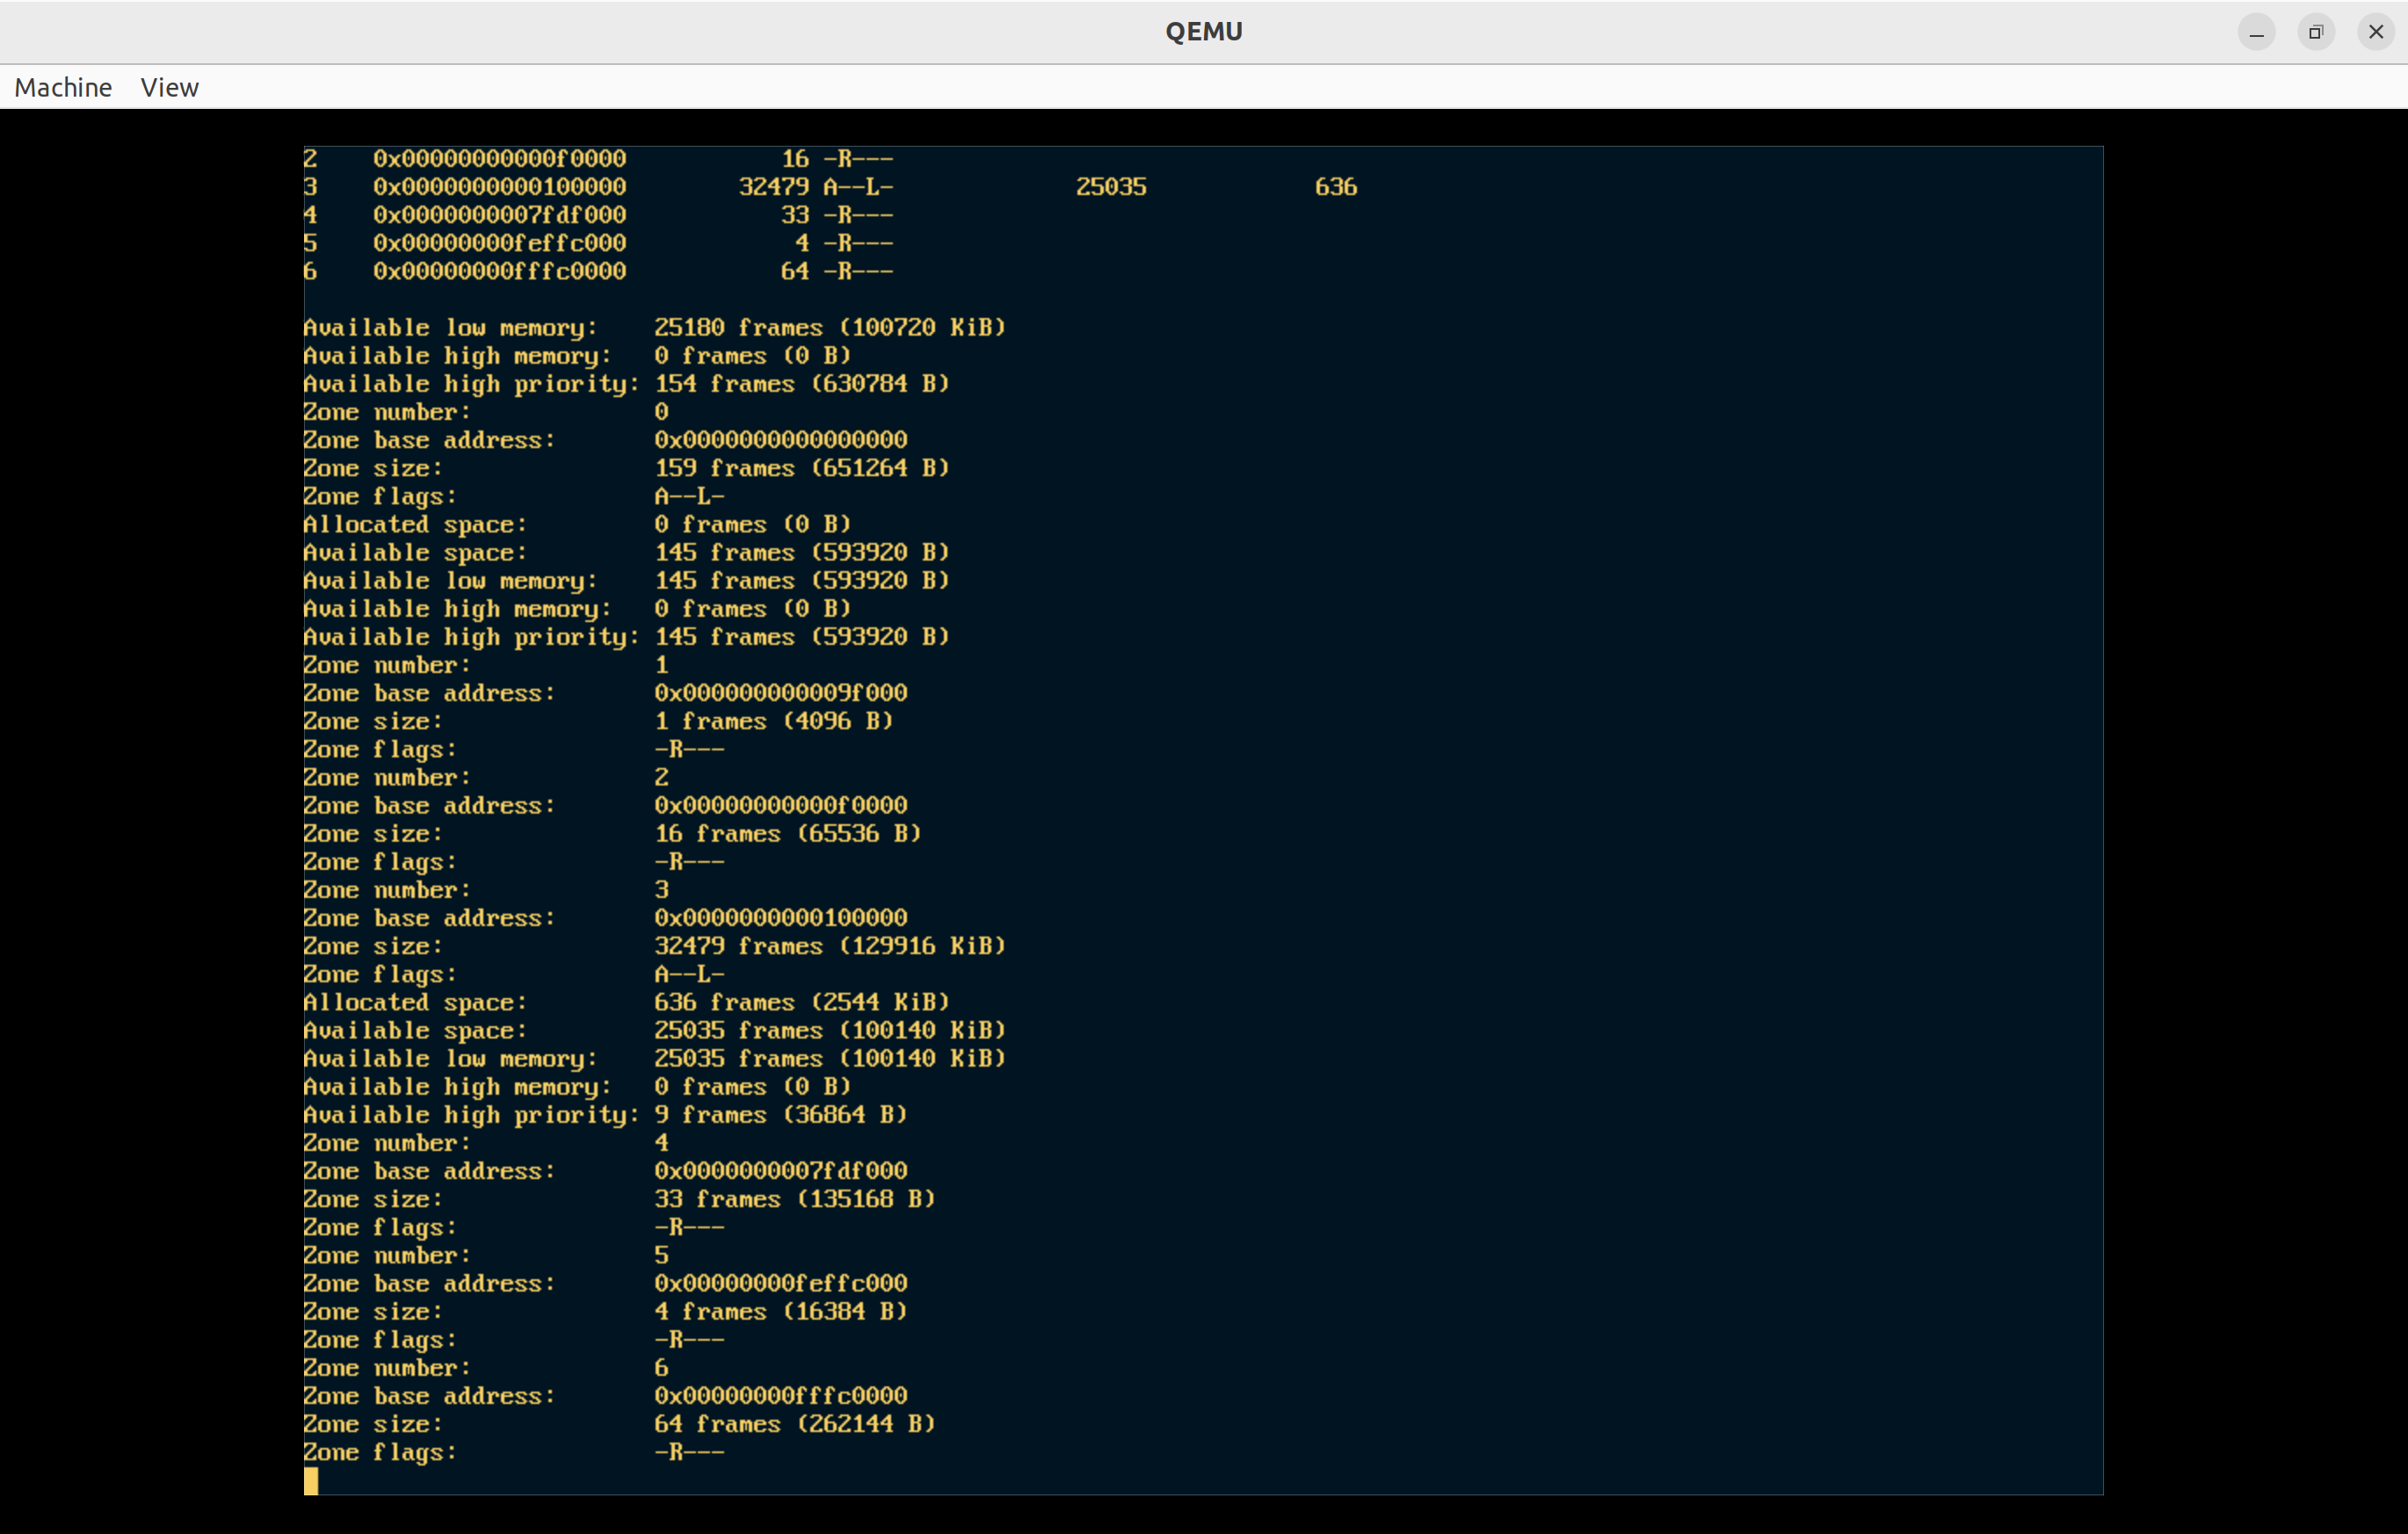 QEMU
Machine View
2 0x00000000000f0000 16 -R---
3 0x0000000000100000 32479 A--L- 25035 636
4 0x0000000007fdf000 33 -R---
5 0x00000000feffc000 4 -R---
6 0x00000000fffc0000 64 -R---
Available low memory: 25180 frames (100720 KiB)
Available high memory: 0 frames (0 B)
Available high priority: 154 frames (630784 B)
Zone number: 0
Zone base address: 0x0000000000000000
Zone size: 159 frames (651264 B)
Zone flags: A--L-
Allocated space: 0 frames (0 B)
Available space: 145 frames (593920 B)
Available low memory: 145 frames (593920 B)
Available high memory: 0 frames (0 B)
Available high priority: 145 frames (593920 B)
Zone number: 1
Zone base address: 0x000000000009f000
Zone size: 1 frames (4096 B)
Zone flags: -R---
Zone number: 2
Zone base address: 0x00000000000f0000
Zone size: 16 frames (65536 B)
Zone flags: -R---
Zone number: 3
Zone base address: 0x0000000000100000
Zone size: 32479 frames (129916 KiB)
Zone flags: A--L-
Allocated space: 636 frames (2544 KiB)
Available space: 25035 frames (100140 KiB)
Available low memory: 25035 frames (100140 KiB)
Available high memory: 0 frames (0 B)
Available high priority: 9 frames (36864 B)
Zone number: 4
Zone base address: 0x0000000007fdf000
Zone size: 33 frames (135168 B)
Zone flags: -R---
Zone number: 5
Zone base address: 0x00000000feffc000
Zone size: 4 frames (16384 B)
Zone flags: -R---
Zone number: 6
Zone base address: 0x00000000fffc0000
Zone size: 64 frames (262144 B)
Zone flags: -R---